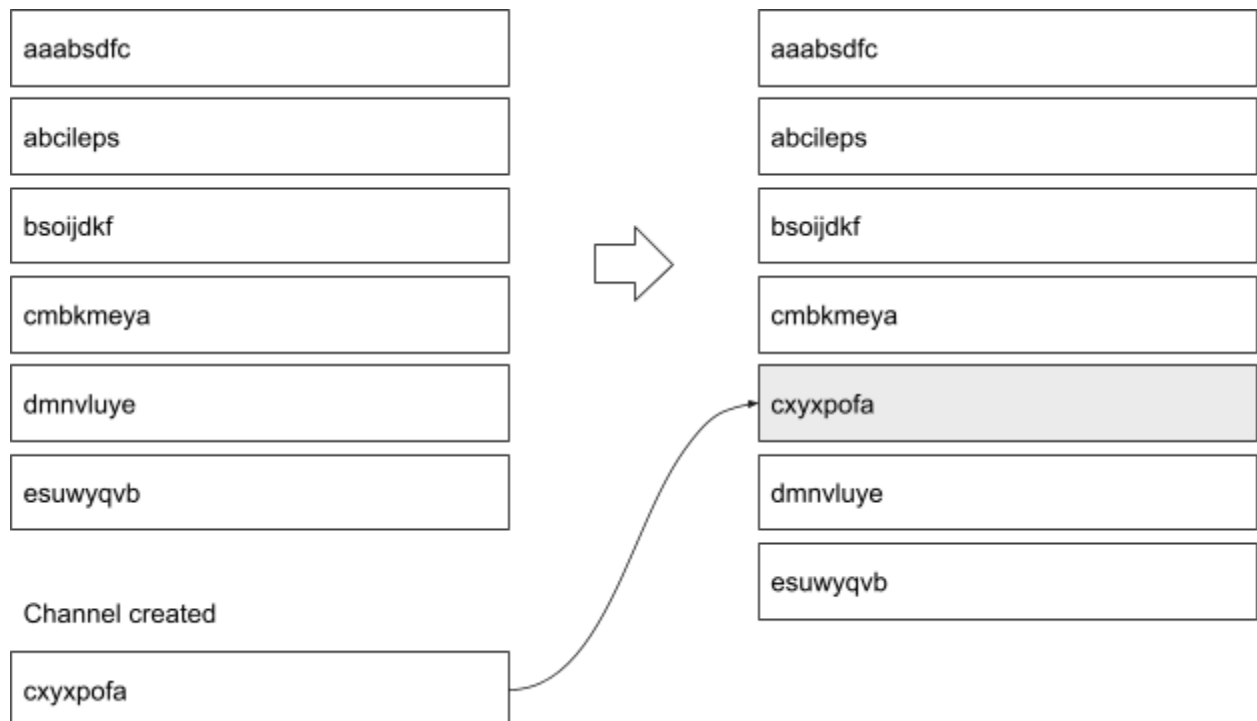 aaabsdfc
abcileps
bsoijdkf
cmbkmeya
dmnvluye
esuwyqvb
Channel created
cxyxpofa
aaabsdfc
abcileps
bsoijdkf
cmbkmeya
cxyxpofa
dmnvluye
esuwyqvb